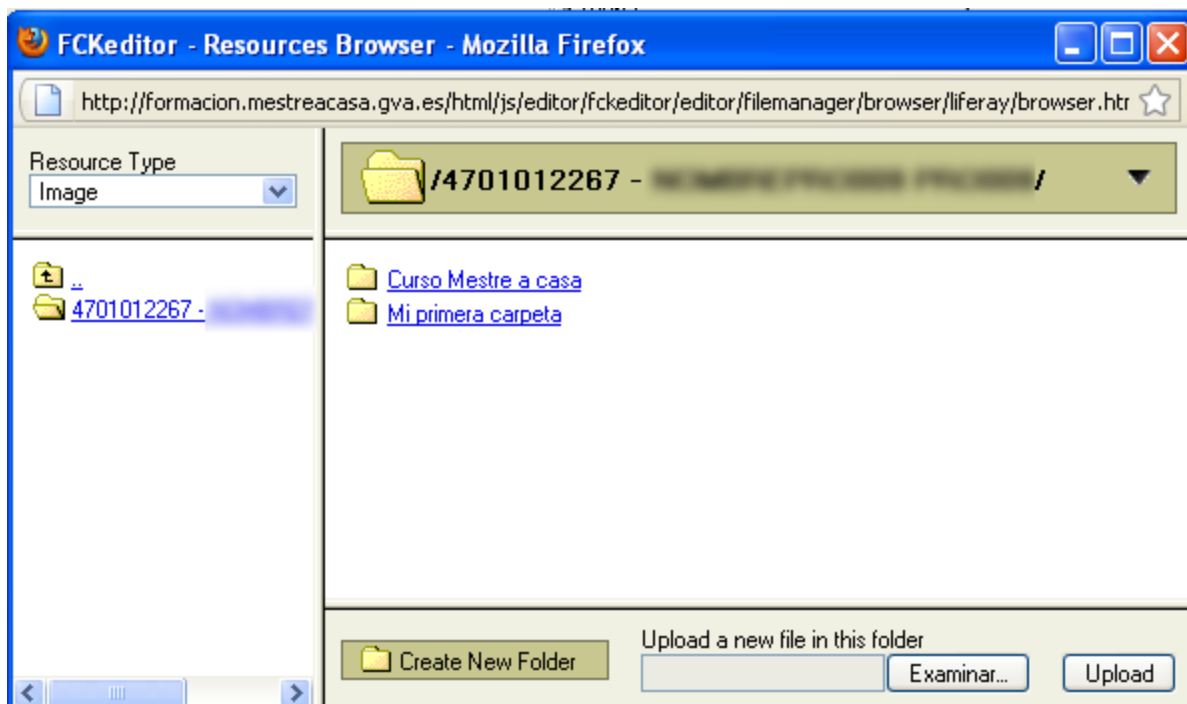 FCKeditor - Resources Browser - Mozilla Firefox
http://formacion.mestreacasa.gva.es/html/js/editor/fckeditor/editor/filemanager/browser/liferay/browser.htr
Resource Type
Image
/4701012267 - /
..
4701012267 -
Curso Mestre a casa
Mi primera carpeta
Create New Folder
Upload a new file in this folder
Examinar...
Upload